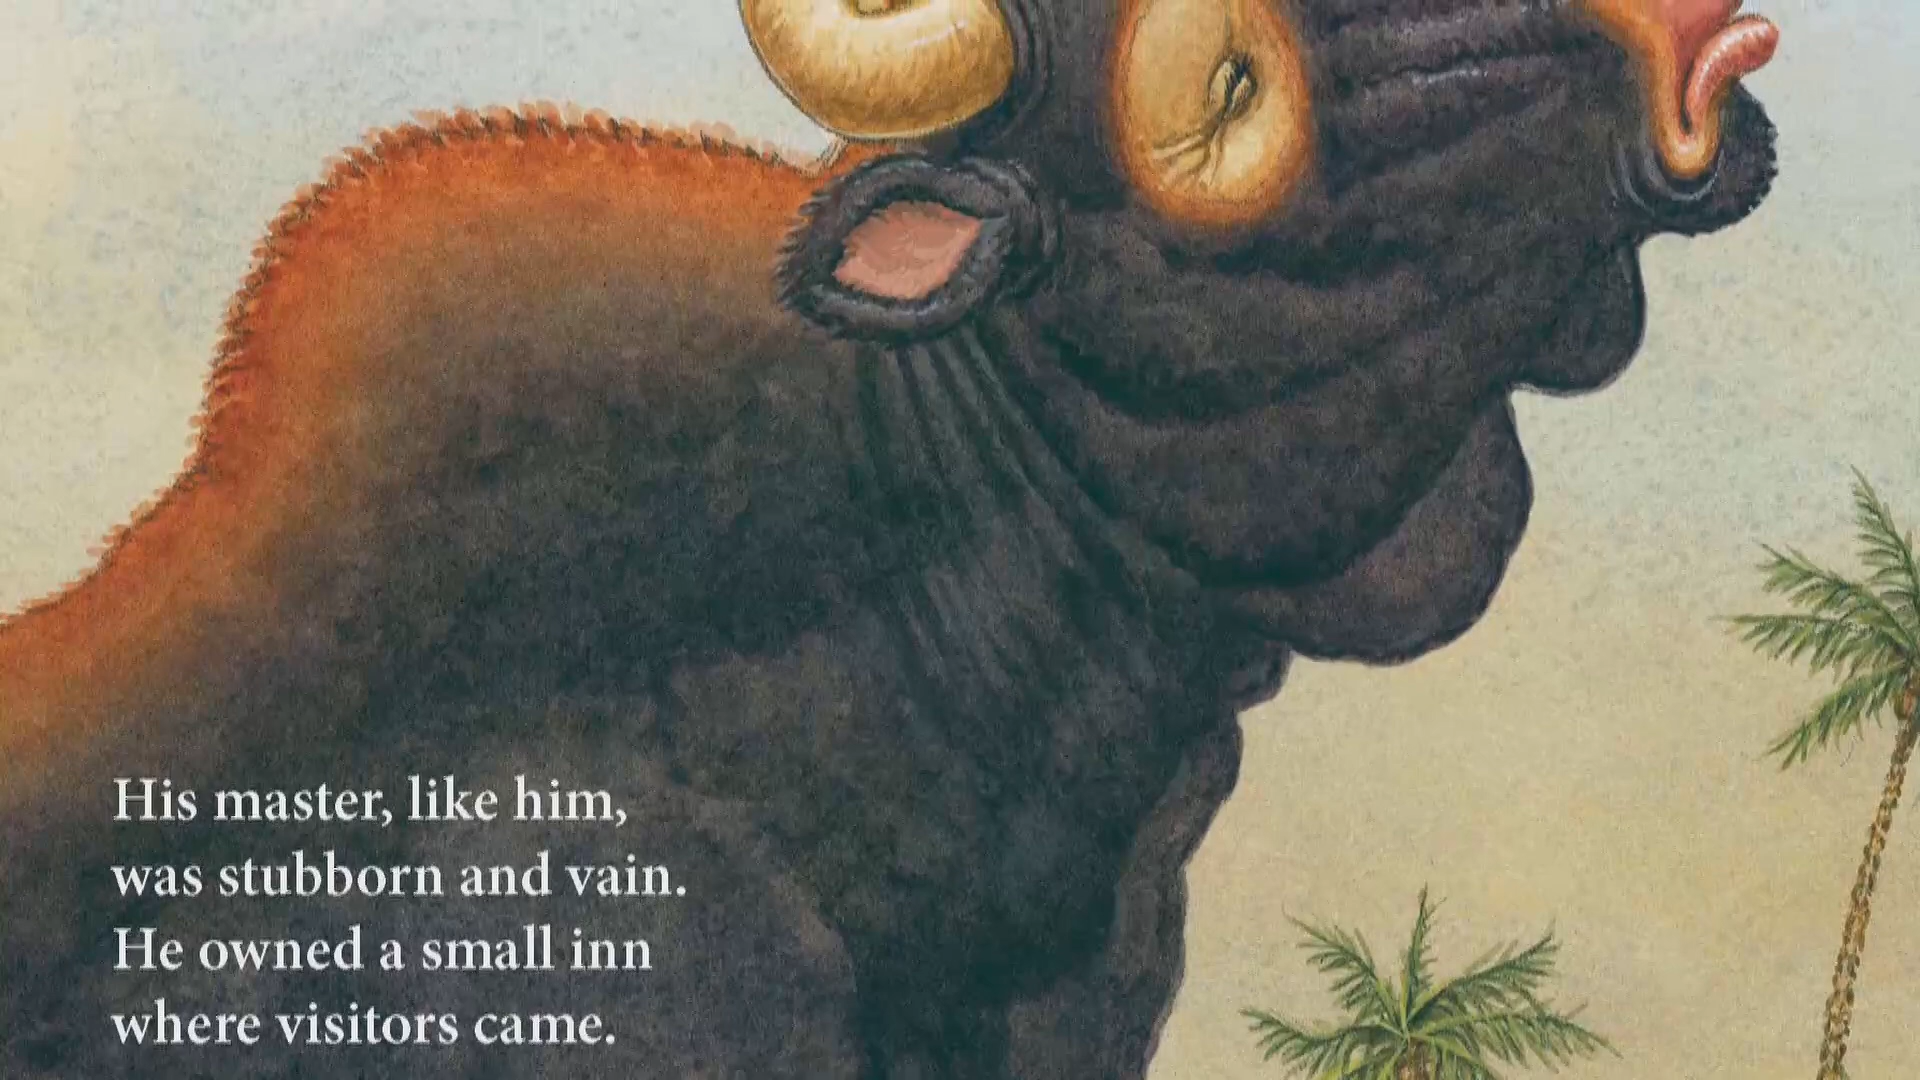 His master, like him,
was stubborn and vain.
He owned a small inn
where visitors came.